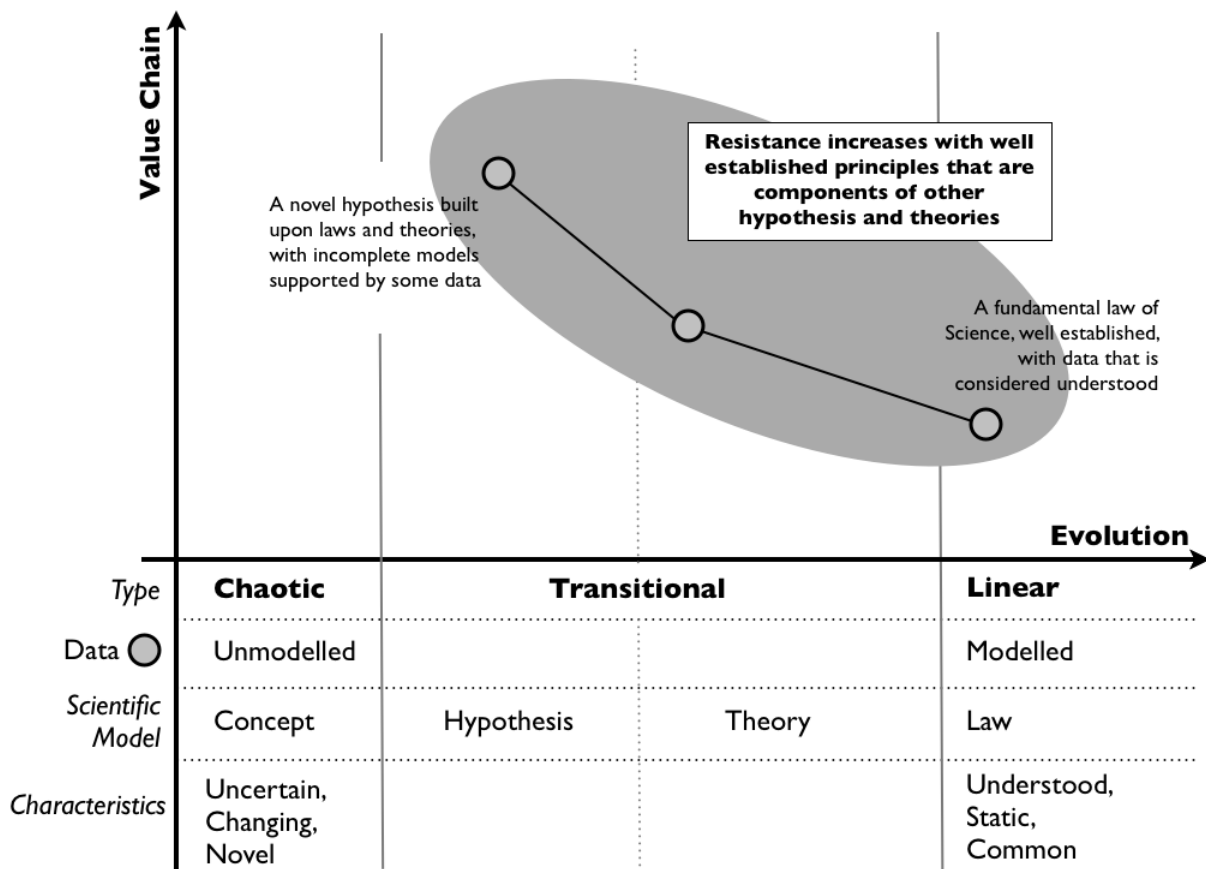 Value Chain
Resistance increases with well
established principles that are
components of other
hypothesis and theories
A novel hypothesis built
upon laws and theories,
with incomplete models
supported by some data
A fundamental law of
Science, well established,
with data that is
considered understood
Evolution
Type
Chaotic
Transitional
Linear
Data
Unmodelled
Modelled
Scientific
Model
Concept
Hypothesis
Theory
Law
Characteristics
Uncertain,
Changing,
Novel
Understood,
Static,
Common